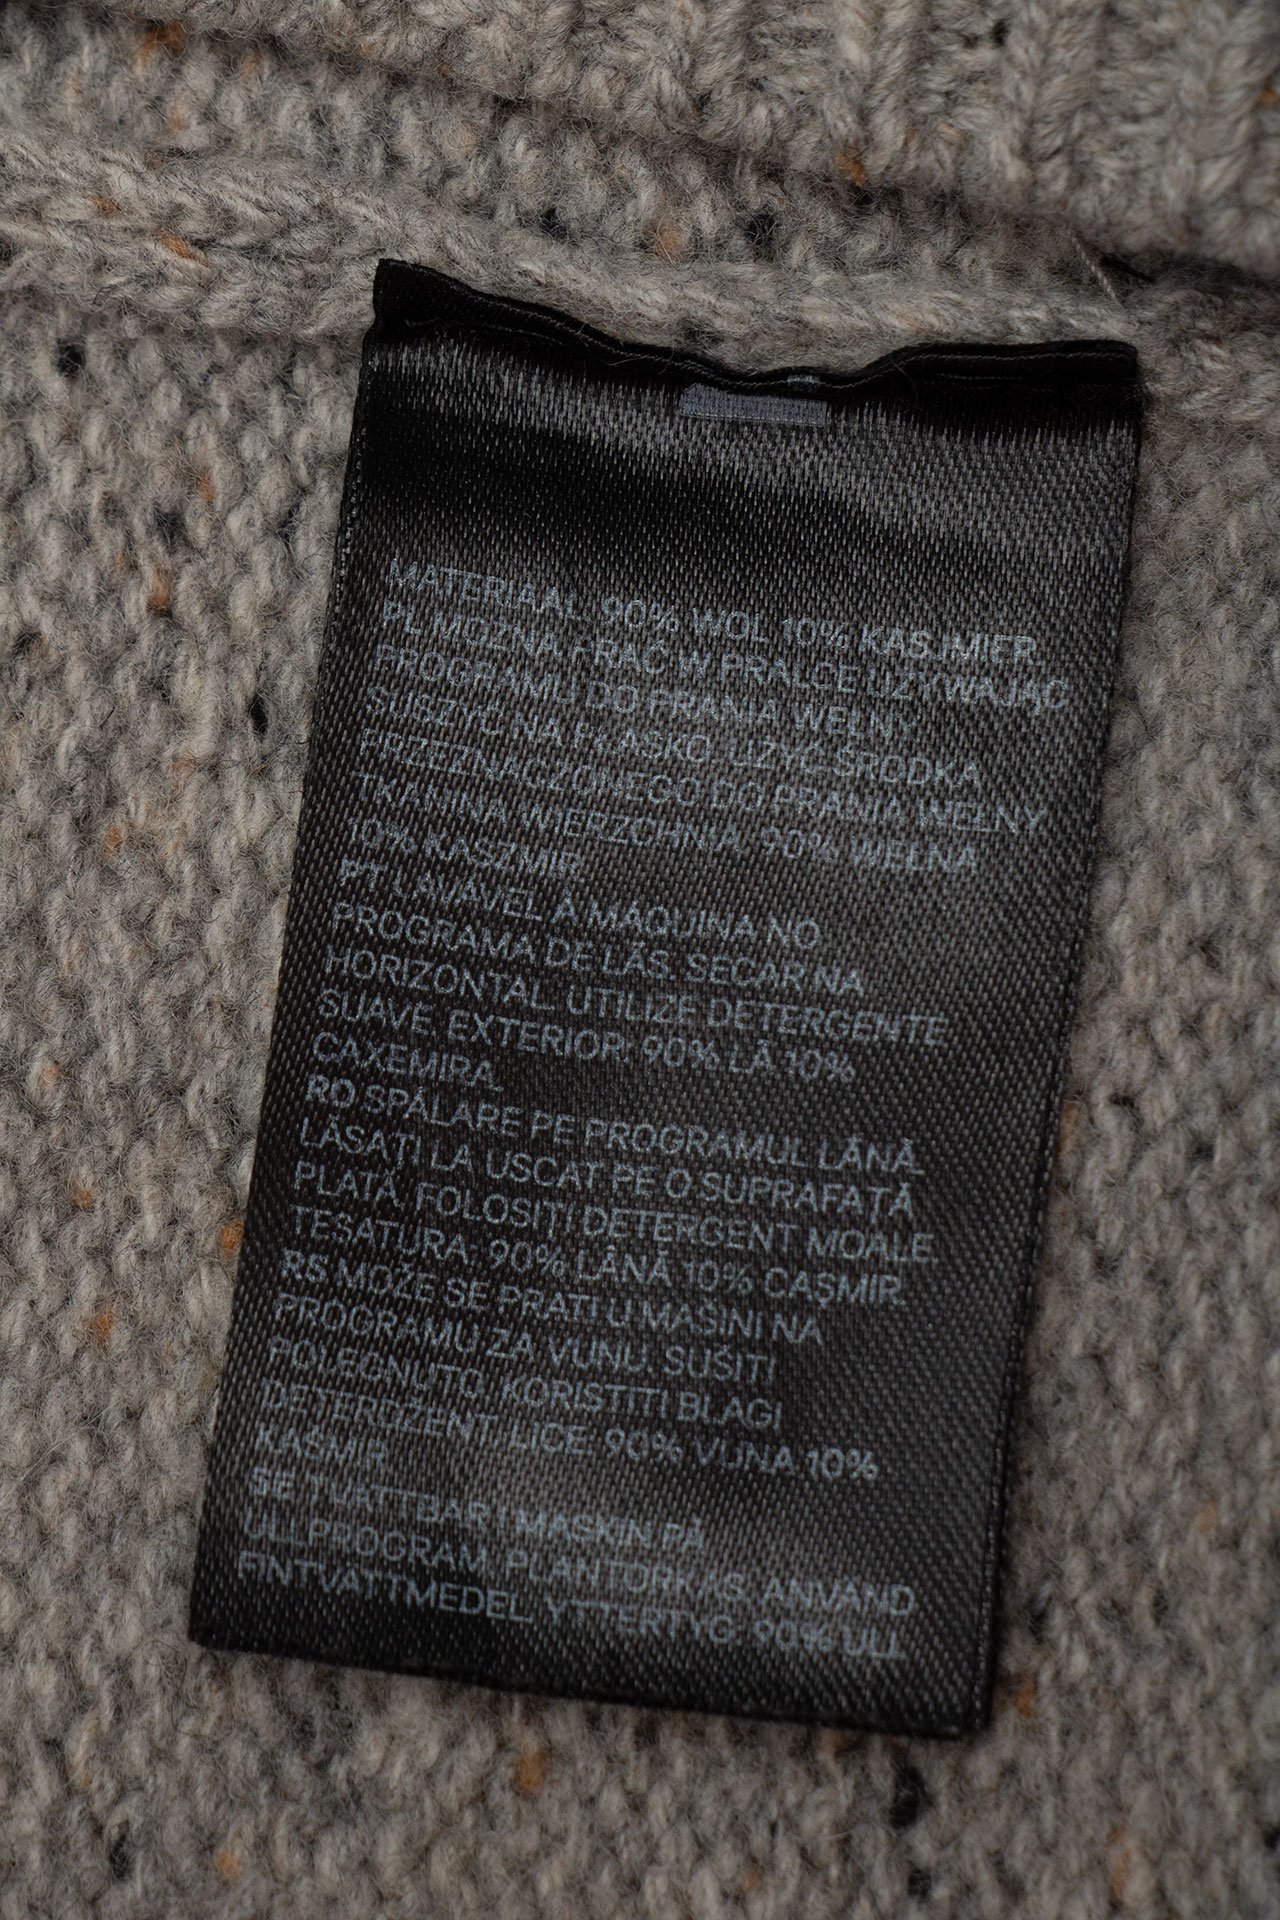 MATERIAAL 90% WOL 10% KASJMIER.
PL MOŻNA PRAĆ W PRALCE UŻYWAJĄC
PROGRAMU DO PRANIA WEŁNY.
SUSZYĆ NA PŁASKO. UŻYĆ ŚRODKA
PRZEZNACZONEGO DO PRANIA WEŁNY
TKANINA WIERZCHNIA: 90% WEŁNA
10% KASZMIR.
PT LAVÁVEL À MÁQUINA NO
PROGRAMA DE LÃS. SECAR NA
HORIZONTAL. UTILIZE DETERGENTE
SUAVE. EXTERIOR: 90% LÃ 10%
CAXEMIRA.
RO SPĂLARE PE PROGRAMUL LÂNĂ.
LĂSAȚI LA USCAT PE O SUPRAFAȚĂ
PLATĂ. FOLOSIȚI DETERGENT MOALE.
ȚESĂTURA: 90% LÂNĂ 10% CAŞMIR.
RS MOŽE SE PRATI U MAŠINI NA
PROGRAMU ZA VUNU. SUŠITI
POLEGNUTO. KORISTITI BLAGI
DETERDŽENT. LICE: 90% VUNA 10%
KAŠMIR.
SE TVÄTTBAR I MASKIN PÅ
ULLPROGRAM. PLANTORKAS. ANVÄND
FINTVÄTTMEDEL. YTTERTYG: 90% ULL